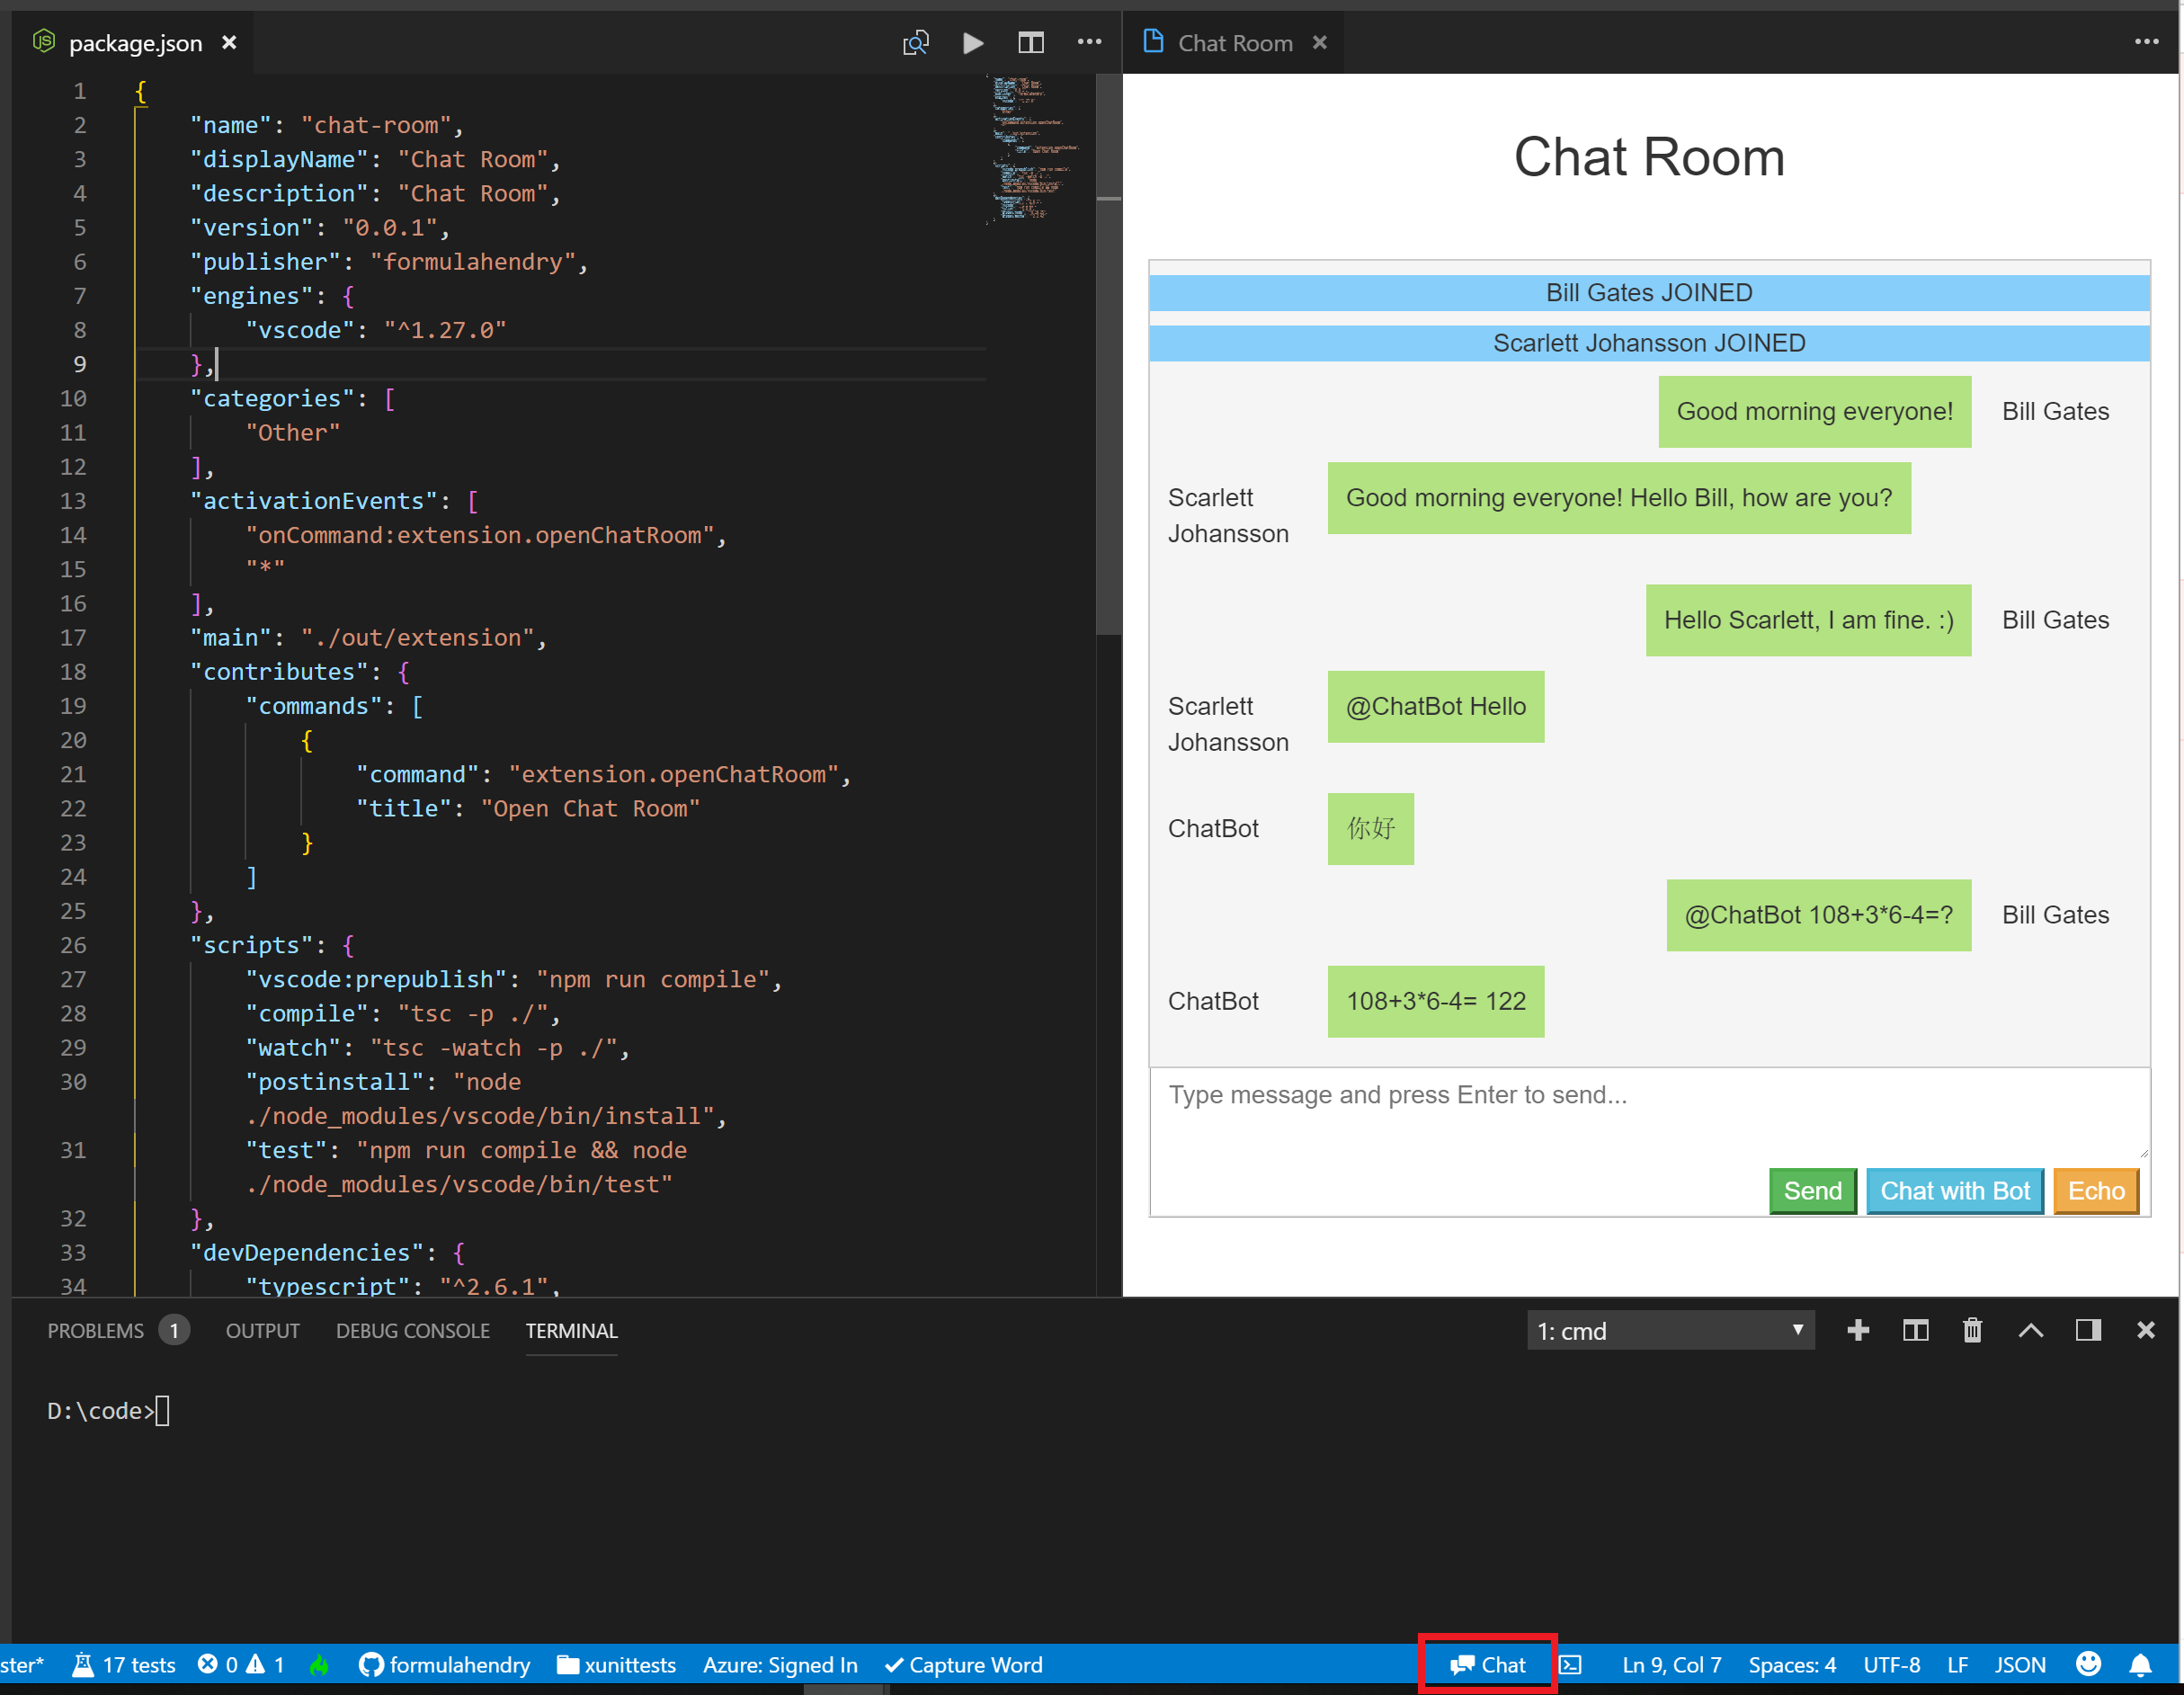 package.json
1 {
2 "name": "chat-room",
3 "displayName": "Chat Room",
4 "description": "Chat Room",
5 "version": "0.0.1",
6 "publisher": "formulahendry",
7 "engines": {
8 "vscode": "^1.27.0"
9 },
10 "categories": [
11 "Other"
12 ],
13 "activationEvents": [
14 "onCommand:extension.openChatRoom",
15 "*"
16 ],
17 "main": "./out/extension",
18 "contributes": {
19 "commands": [
20 {
21 "command": "extension.openChatRoom",
22 "title": "Open Chat Room"
23 }
24 ]
25 },
26 "scripts": {
27 "vscode:prepublish": "npm run compile",
28 "compile": "tsc -p ./",
29 "watch": "tsc -watch -p ./",
30 "postinstall": "node
./node_modules/vscode/bin/install",
31 "test": "npm run compile && node
./node_modules/vscode/bin/test"
32 },
33 "devDependencies": {
34 "typescript": "^2.6.1",
Chat Room
Chat Room
Bill Gates JOINED
Scarlett Johansson JOINED
Good morning everyone! Bill Gates
Scarlett Johansson
Good morning everyone! Hello Bill, how are you?
Hello Scarlett, I am fine. :) Bill Gates
Scarlett Johansson
@ChatBot Hello
ChatBot 你好
@ChatBot 108+3*6-4=? Bill Gates
ChatBot 108+3*6-4= 122
Type message and press Enter to send...
Send Chat with Bot Echo
PROBLEMS 1 OUTPUT DEBUG CONSOLE TERMINAL 1: cmd
D:\code>
ster* 17 tests 0 1 formulahendry xunittests Azure: Signed In Capture Word Chat Ln 9, Col 7 Spaces: 4 UTF-8 LF JSON